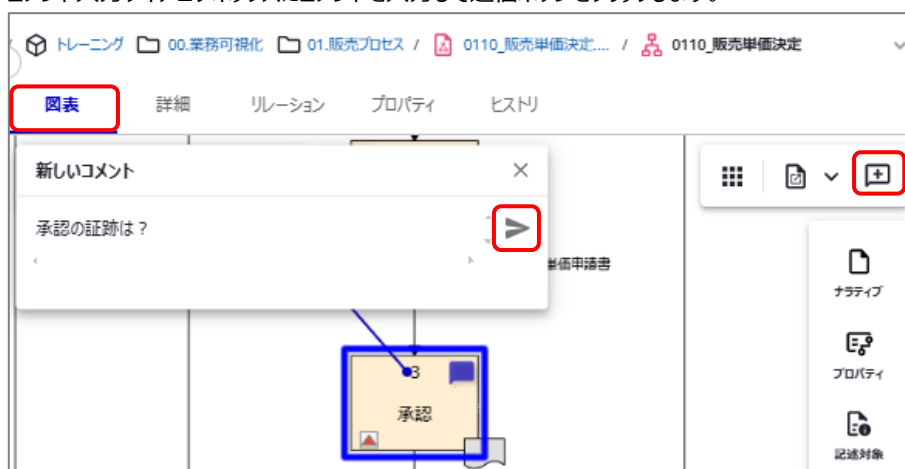 トレーニング 00.業務可視化 01.販売プロセス / 0110_販売単価決定.... / 0110_販売単価決定
図表 詳細 リレーション プロパティ ヒストリ
新しいコメント
承認の証跡は？
単価申請書
ナラティブ
3
プロパティ
承認
記述対象